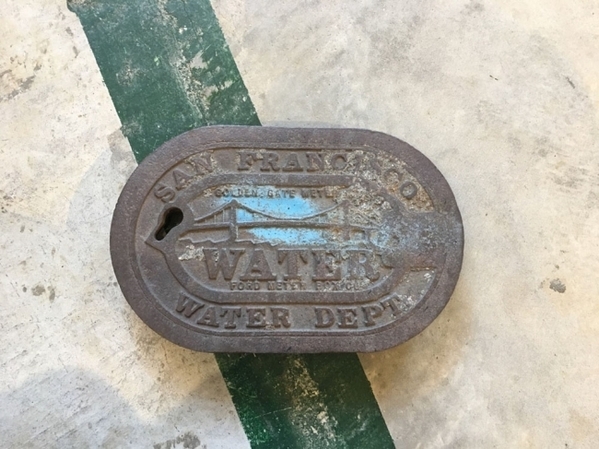 SAN FRANCISCO
GOLDEN GATE METER
WATER
FORD METER BOX CO.
WATER DEPT.